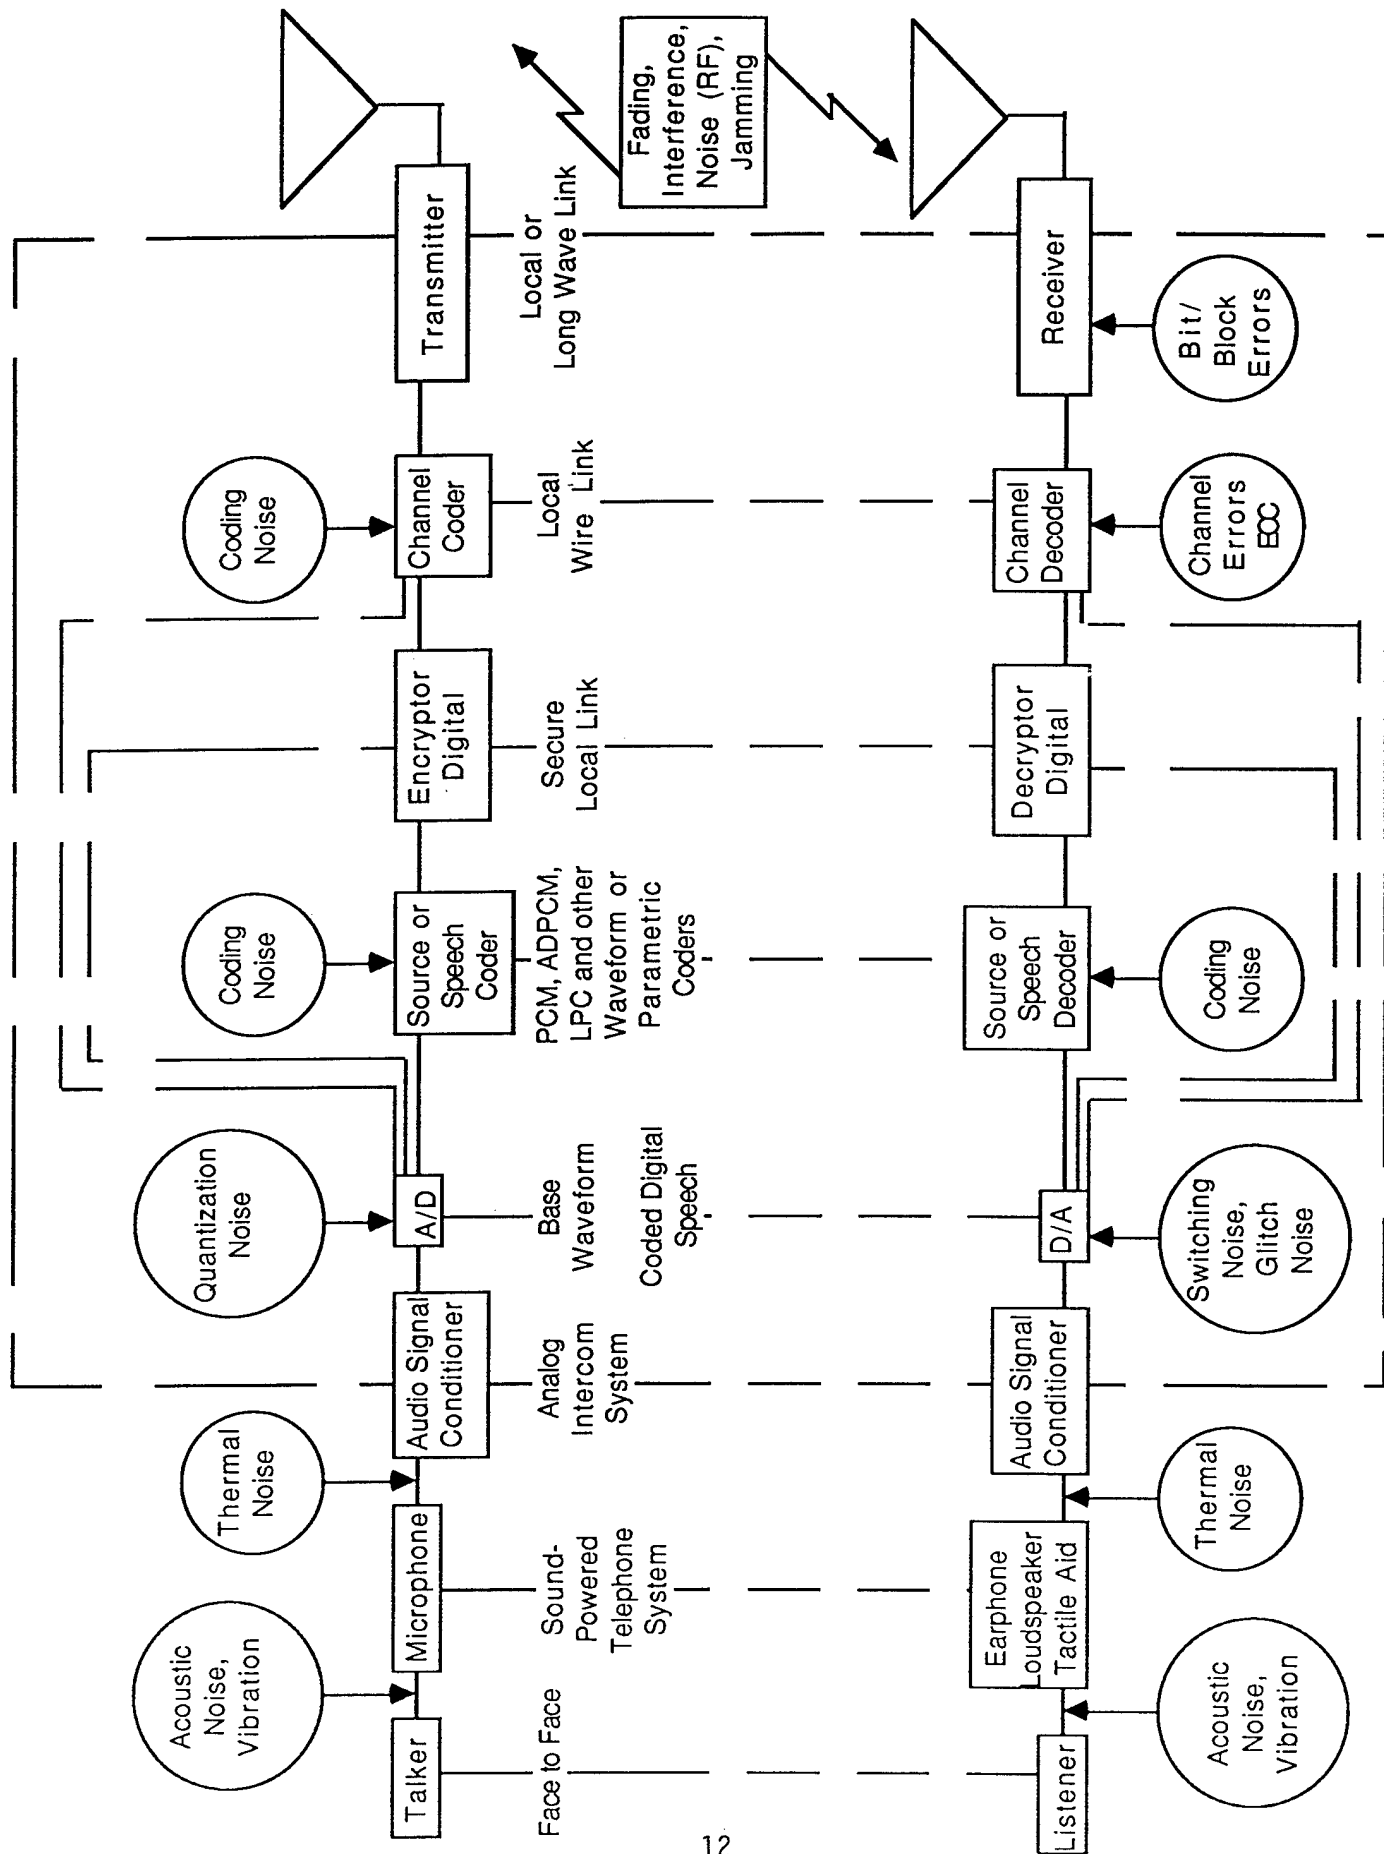 Acoustic
Noise,
Vibration
Thermal
Noise
Quantization
Noise
Coding
Noise
Coding
Noise
Talker
Microphone
Audio Signal
Conditioner
A/D
Source or
Speech
Coder
Encryptor
Digital
Channel
Coder
Transmitter
Face to Face
Sound-
Powered
Telephone
System
Analog
Intercom
System
Base
Waveform
Coded Digital
Speech
PCM, ADPCM,
LPC and other
Waveform or
Parametric
Coders
Secure
Local Link
Local
Wire Link
Local or
Long Wave Link
Fading,
Interference,
Noise (RF),
Jamming
Listener
Earphone
Loudspeaker
Tactile Aid
Audio Signal
Conditioner
D/A
Source or
Speech
Decoder
Decryptor
Digital
Channel
Decoder
Receiver
Acoustic
Noise,
Vibration
Thermal
Noise
Switching
Noise,
Glitch
Noise
Coding
Noise
Channel
Errors
ECC
Bit/
Block
Errors
12